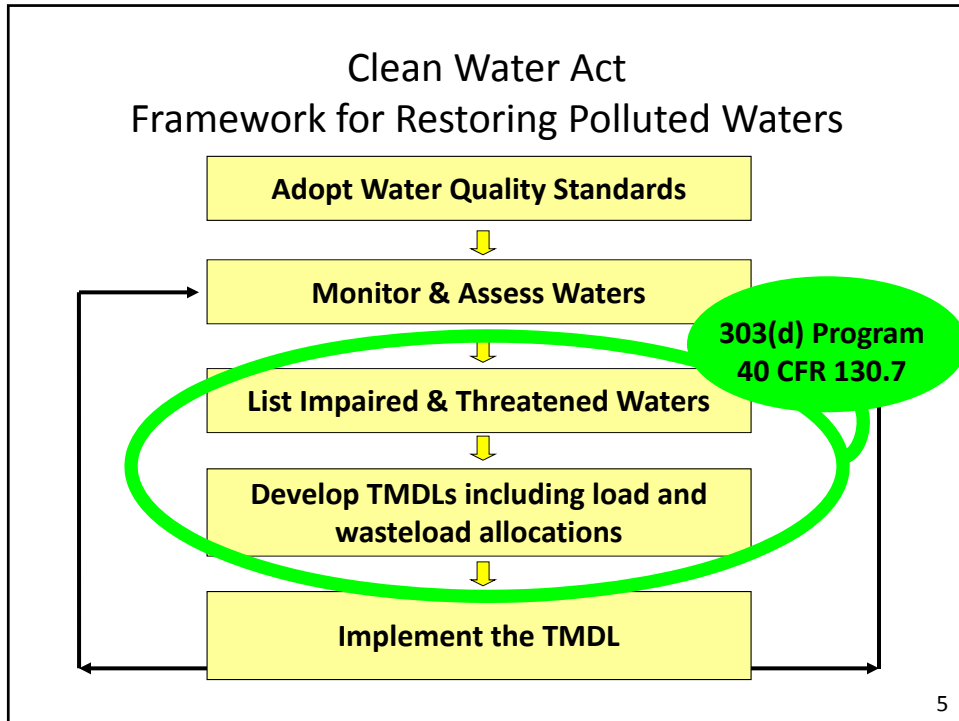 Clean Water Act
Framework for Restoring Polluted Waters
Adopt Water Quality Standards
Monitor & Assess Waters
303(d) Program
40 CFR 130.7
List Impaired & Threatened Waters
Develop TMDLs including load and
wasteload allocations
Implement the TMDL
5